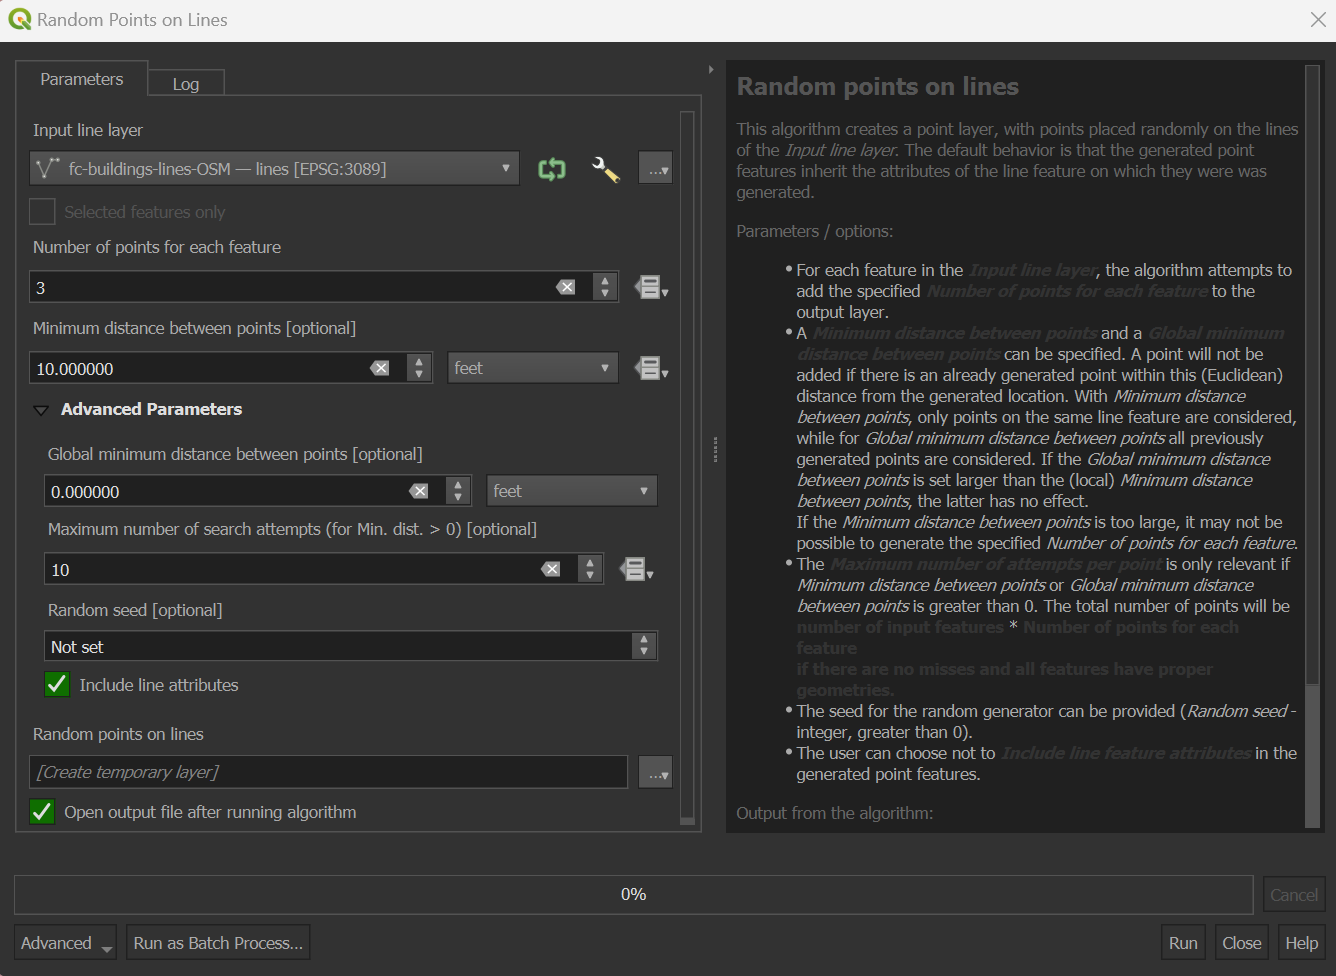 Random Points on Lines
Parameters
Log
Input line layer
fc-buildings-lines-OSM — lines [EPSG:3089]
...
Selected features only
Number of points for each feature
3
Minimum distance between points [optional]
10.000000
feet
Advanced Parameters
Global minimum distance between points [optional]
0.000000
feet
Maximum number of search attempts (for Min. dist. > 0) [optional]
10
Random seed [optional]
Not set
Include line attributes
Random points on lines
[Create temporary layer]
...
Open output file after running algorithm
Random points on lines
This algorithm creates a point layer, with points placed randomly on the lines
of the Input line layer. The default behavior is that the generated point
features inherit the attributes of the line feature on which they were was
generated.
Parameters / options:
• For each feature in the Input line layer, the algorithm attempts to
add the specified Number of points for each feature to the
output layer.
• A Minimum distance between points and a Global minimum
distance between points can be specified. A point will not be
added if there is an already generated point within this (Euclidean)
distance from the generated location. With Minimum distance
between points, only points on the same line feature are considered,
while for Global minimum distance between points all previously
generated points are considered. If the Global minimum distance
between points is set larger than the (local) Minimum distance
between points, the latter has no effect.
If the Minimum distance between points is too large, it may not be
possible to generate the specified Number of points for each feature.
• The Maximum number of attempts per point is only relevant if
Minimum distance between points or Global minimum distance
between points is greater than 0. The total number of points will be
number of input features * Number of points for each
feature
if there are no misses and all features have proper
geometries.
• The seed for the random generator can be provided (Random seed -
integer, greater than 0).
• The user can choose not to Include line feature attributes in the
generated point features.
Output from the algorithm:
0%
Cancel
Advanced
Run as Batch Process...
Run
Close
Help